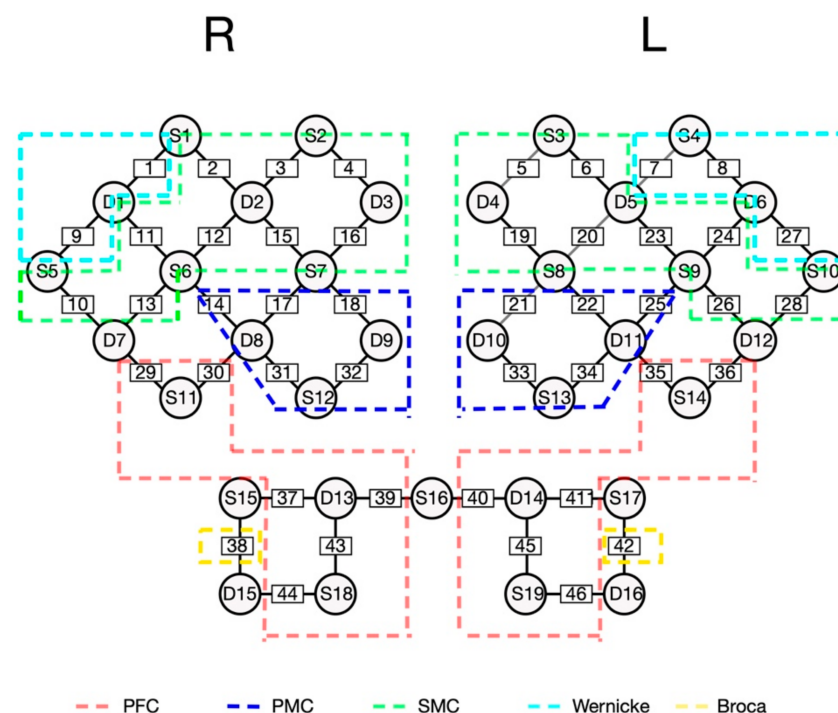 R L
S1 S2 S3 S4
1 2 3 4 5 6 7 8
D1 D2 D3 D4 D5 D6
9 11 12 15 16 19 20 23 24 27
S5 S6 S7 S8 S9 S10
10 13 14 17 18 21 22 25 26 28
D7 D8 D9 D10 D11 D12
29 30 31 32 33 34 35 36
S11 S12 S13 S14
S15 37 D13 39 S16 40 D14 41 S17
38 43 45 42
D15 44 S18 S19 46 D16
PFC PMC SMC Wernicke Broca